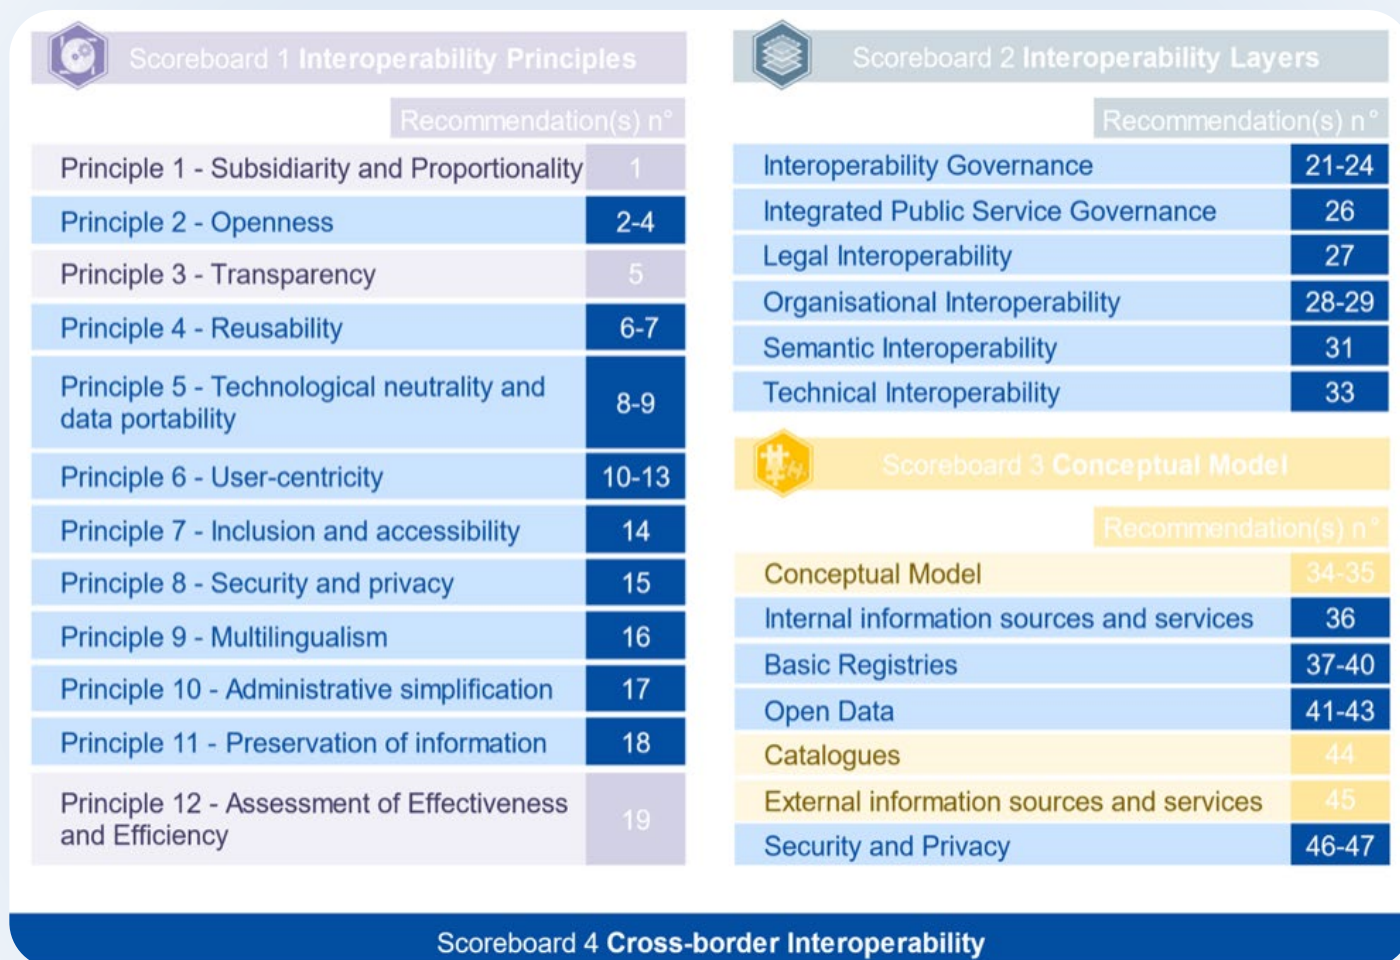 Scoreboard 1 Interoperability Principles
Recommendation(s) n°
Principle 1 - Subsidiarity and Proportionality 1
Principle 2 - Openness 2-4
Principle 3 - Transparency 5
Principle 4 - Reusability 6-7
Principle 5 - Technological neutrality and
data portability 8-9
Principle 6 - User-centricity 10-13
Principle 7 - Inclusion and accessibility 14
Principle 8 - Security and privacy 15
Principle 9 - Multilingualism 16
Principle 10 - Administrative simplification 17
Principle 11 - Preservation of information 18
Principle 12 - Assessment of Effectiveness
and Efficiency 19
Scoreboard 2 Interoperability Layers
Recommendation(s) n°
Interoperability Governance 21-24
Integrated Public Service Governance 26
Legal Interoperability 27
Organisational Interoperability 28-29
Semantic Interoperability 31
Technical Interoperability 33
Scoreboard 3 Conceptual Model
Recommendation(s) n°
Conceptual Model 34-35
Internal information sources and services 36
Basic Registries 37-40
Open Data 41-43
Catalogues 44
External information sources and services 45
Security and Privacy 46-47
Scoreboard 4 Cross-border Interoperability